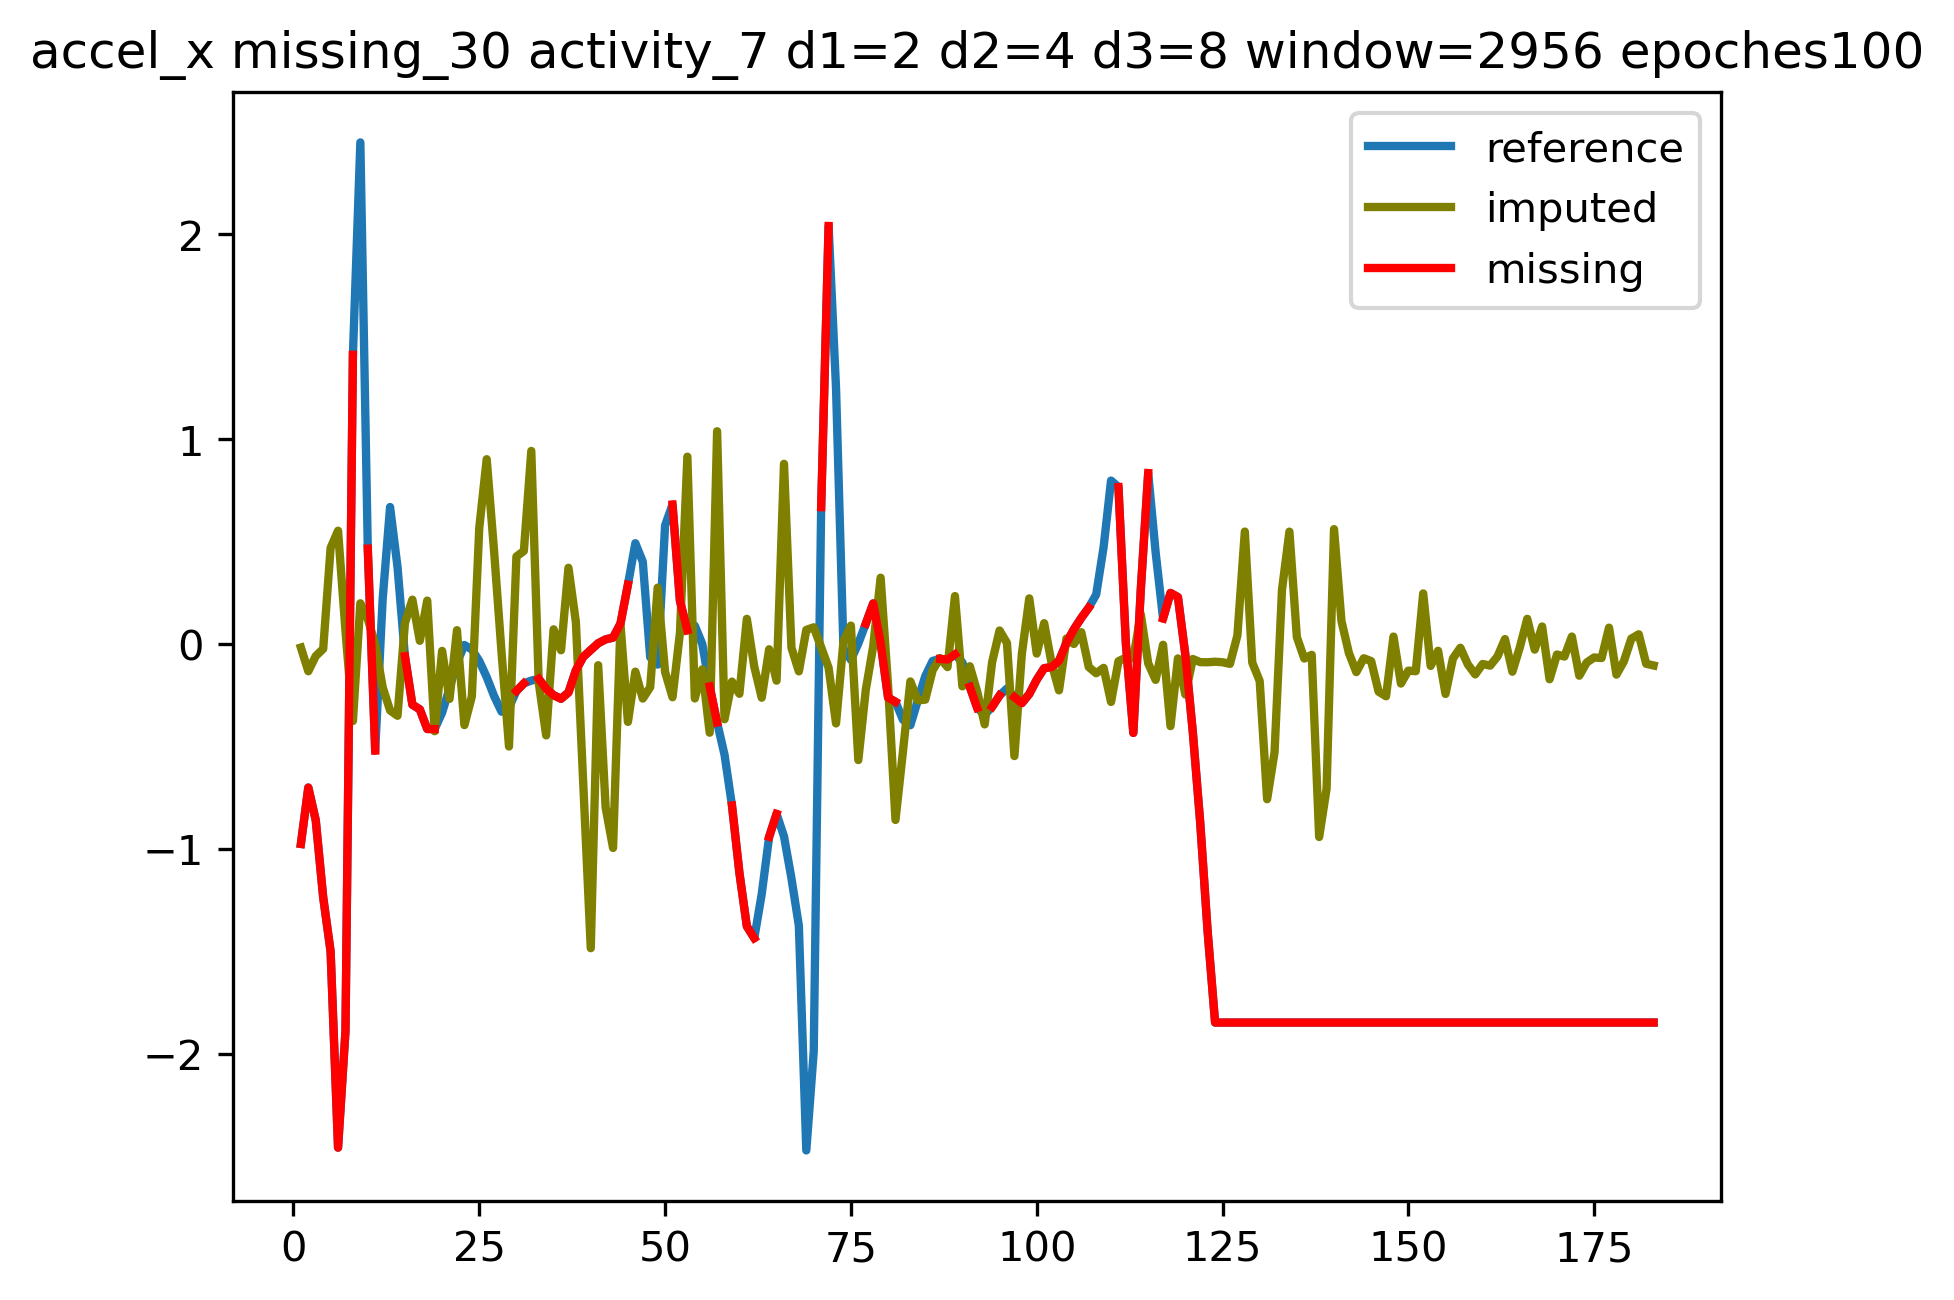 accel_x missing_30 activity_7 d1=2 d2=4 d3=8 window=2956 epoches100
reference
imputed
missing
2
1
0
−1
−2
0 25 50 75 100 125 150 175